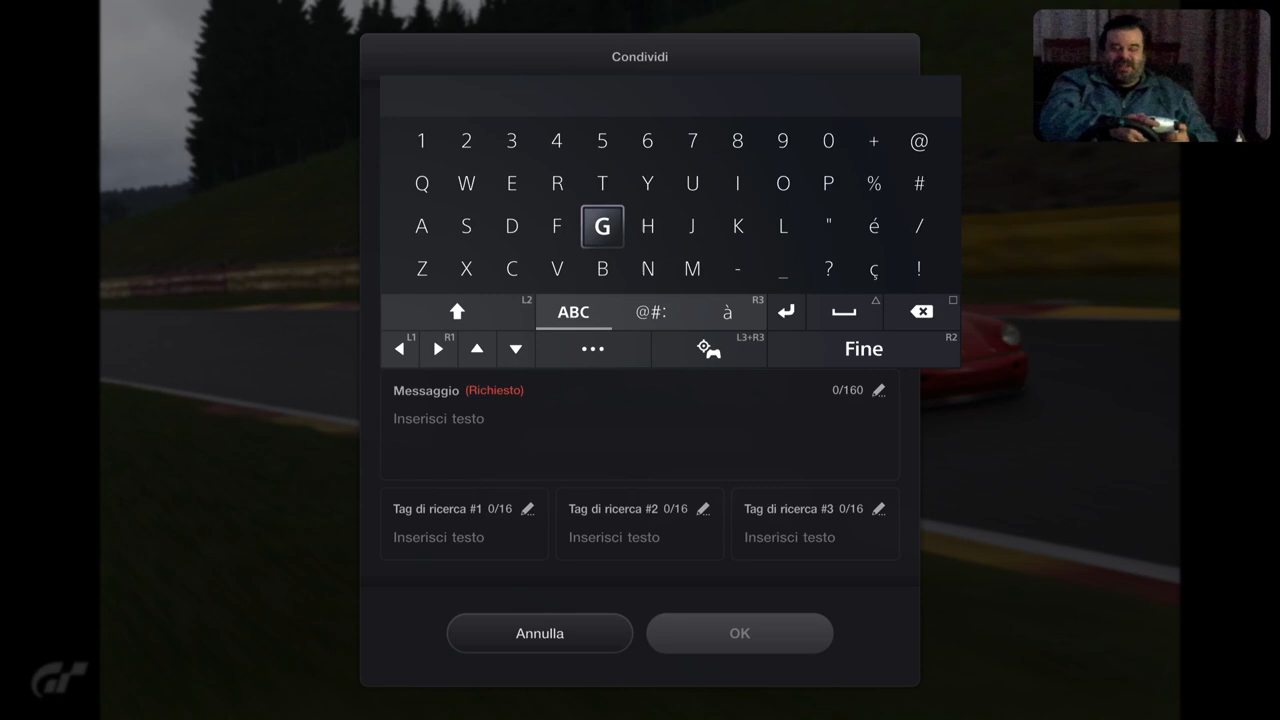 Condividi
1 2 3 4 5 6 7 8 9 0 + @
Q W E R T Y U I O P % #
A S D F G H J K L " é /
Z X C V B N M - _ ? ç !
L2 ABC @#: à R3
L1 R1 ... L3+R3 Fine R2
Messaggio (Richiesto) 0/160
Inserisci testo
Tag di ricerca #1 0/16 Tag di ricerca #2 0/16 Tag di ricerca #3 0/16
Inserisci testo Inserisci testo Inserisci testo
Annulla OK
GT